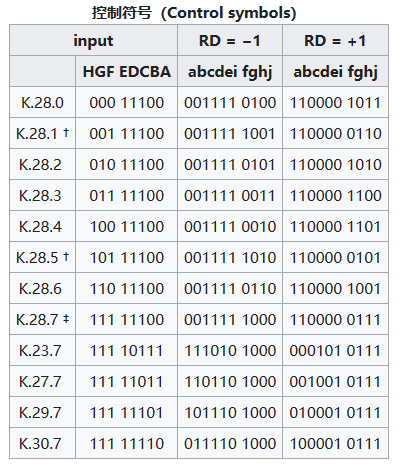 控制符号（Control symbols）
input RD = −1 RD = +1
HGF EDCBA abcdei fghj abcdei fghj
K.28.0 000 11100 001111 0100 110000 1011
K.28.1 † 001 11100 001111 1001 110000 0110
K.28.2 010 11100 001111 0101 110000 1010
K.28.3 011 11100 001111 0011 110000 1100
K.28.4 100 11100 001111 0010 110000 1101
K.28.5 † 101 11100 001111 1010 110000 0101
K.28.6 110 11100 001111 0110 110000 1001
K.28.7 ‡ 111 11100 001111 1000 110000 0111
K.23.7 111 10111 111010 1000 000101 0111
K.27.7 111 11011 110110 1000 001001 0111
K.29.7 111 11101 101110 1000 010001 0111
K.30.7 111 11110 011110 1000 100001 0111